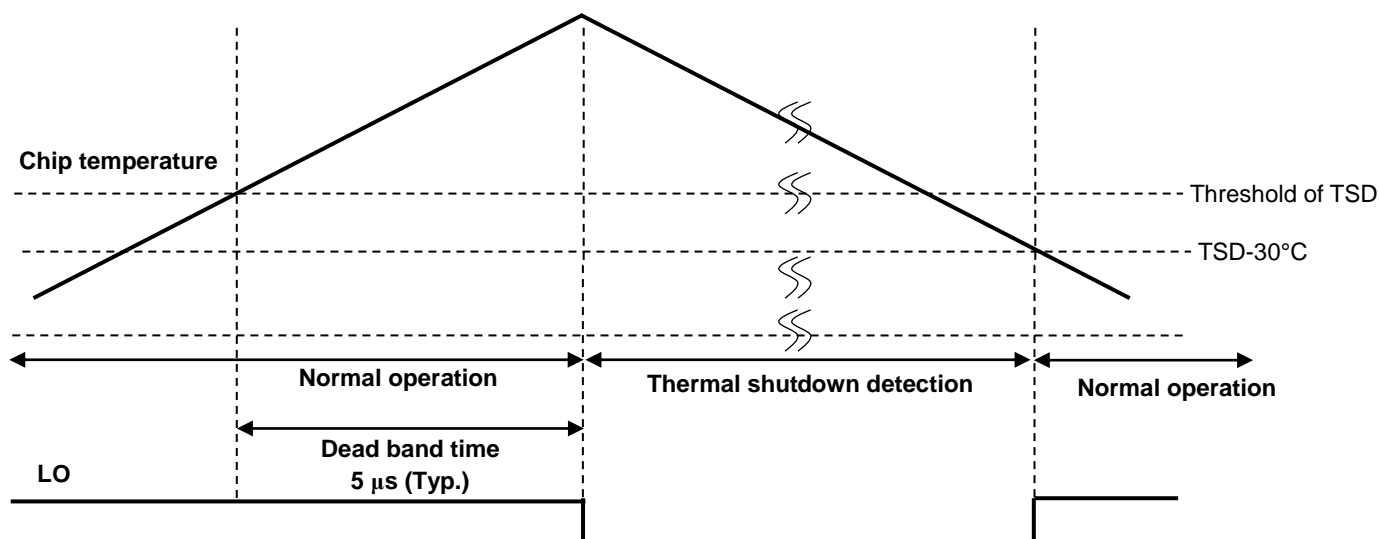 Chip temperature
Threshold of TSD
TSD-30°C
Normal operation
Thermal shutdown detection
Normal operation
Dead band time
5 μs (Typ.)
LO